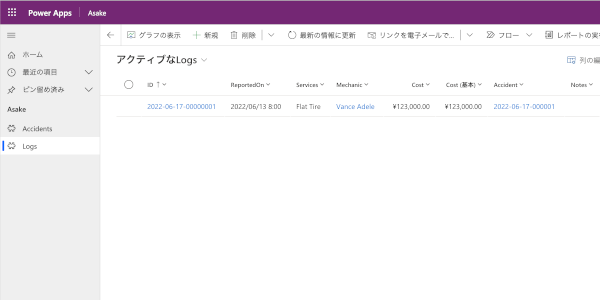 Power Apps Asake
グラフの表示 新規 削除 最新の情報に更新 リンクを電子メールで... フロー レポートの実
ホーム
最近の項目
ピン留め済み
Asake
Accidents
Logs
アクティブなLogs 列の編
ID ReportedOn Services Mechanic Cost Cost (基本) Accident Notes
2022-06-17-00000001 2022/06/13 8:00 Flat Tire Vance Adele ¥123,000.00 ¥123,000.00 2022-06-17-000001